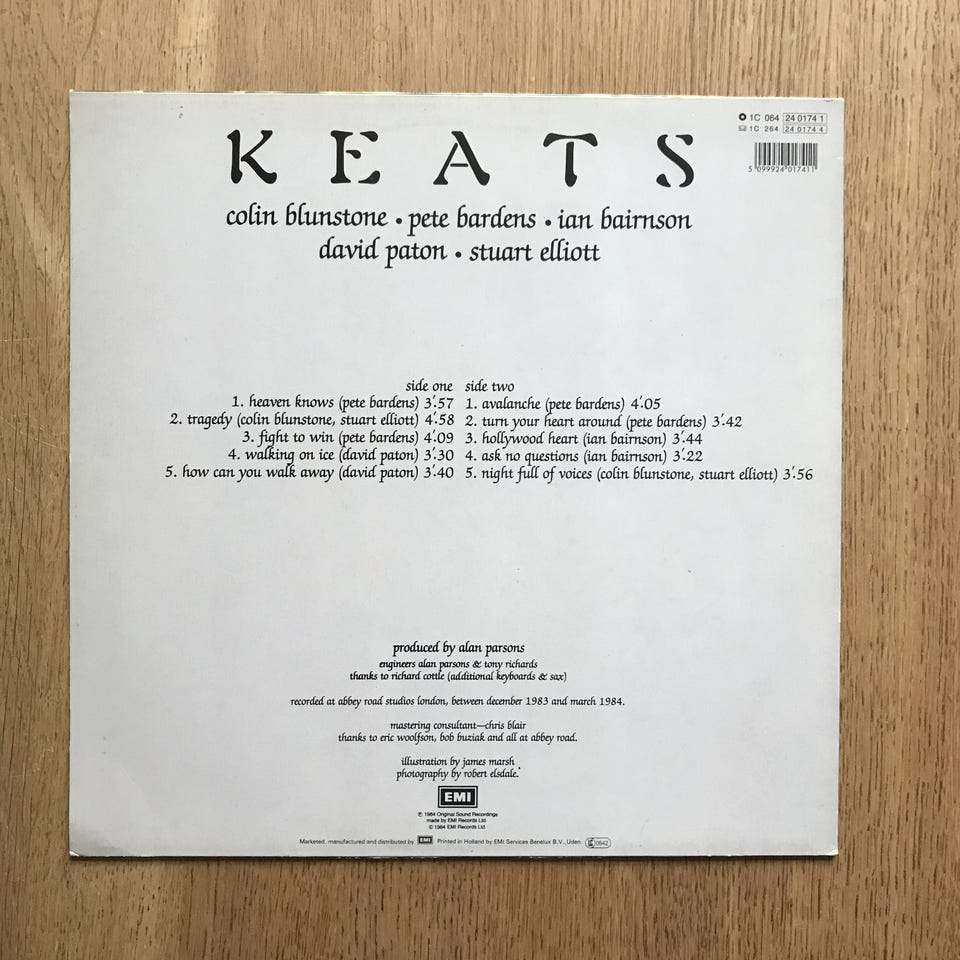 1C 064 24 0174 1
1C 264 24 0174 4
5 099924 017411
KEATS
colin blunstone • pete bardens • ian bairnson
david paton • stuart elliott
side one
1. heaven knows (pete bardens) 3'.57
2. tragedy (colin blunstone, stuart elliott) 4'.58
3. fight to win (pete bardens) 4'.09
4. walking on ice (david paton) 3'.30
5. how can you walk away (david paton) 3'.40
side two
1. avalanche (pete bardens) 4'.05
2. turn your heart around (pete bardens) 3'.42
3. hollywood heart (ian bairnson) 3'.44
4. ask no questions (ian bairnson) 3'.22
5. night full of voices (colin blunstone, stuart elliott) 3'.56
produced by alan parsons
engineers alan parsons & tony richards
thanks to richard cottle (additional keyboards & sax)
recorded at abbey road studios london, between december 1983 and march 1984.
mastering consultant—chris blair
thanks to eric woolfson, bob buziak and all at abbey road.
illustration by james marsh
photography by robert elsdale.
EMI
℗ 1984 Original Sound Recordings
made by EMI Records Ltd.
© 1984 EMI Records Ltd.
Marketed, manufactured and distributed by EMI Printed in Holland by EMI Services Benelux B.V., Uden. 0542